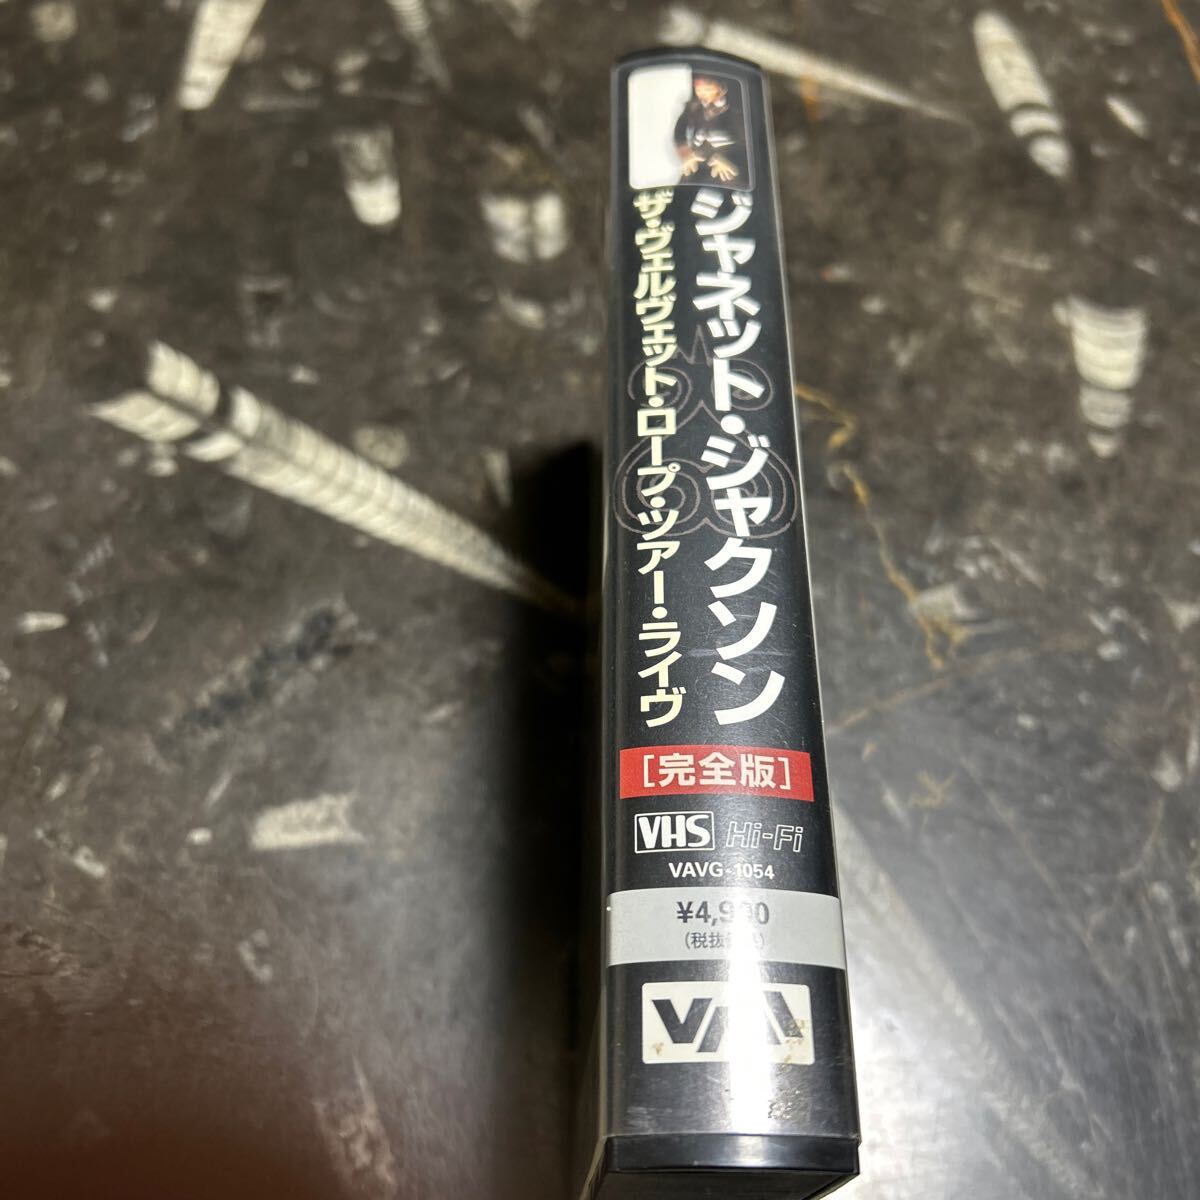 ジャネット・ジャクソン
ザ・ヴェルヴェット・ロープ・ツアー・ライヴ
[完全版]
VHS Hi-Fi
VAVG-1054
VAI